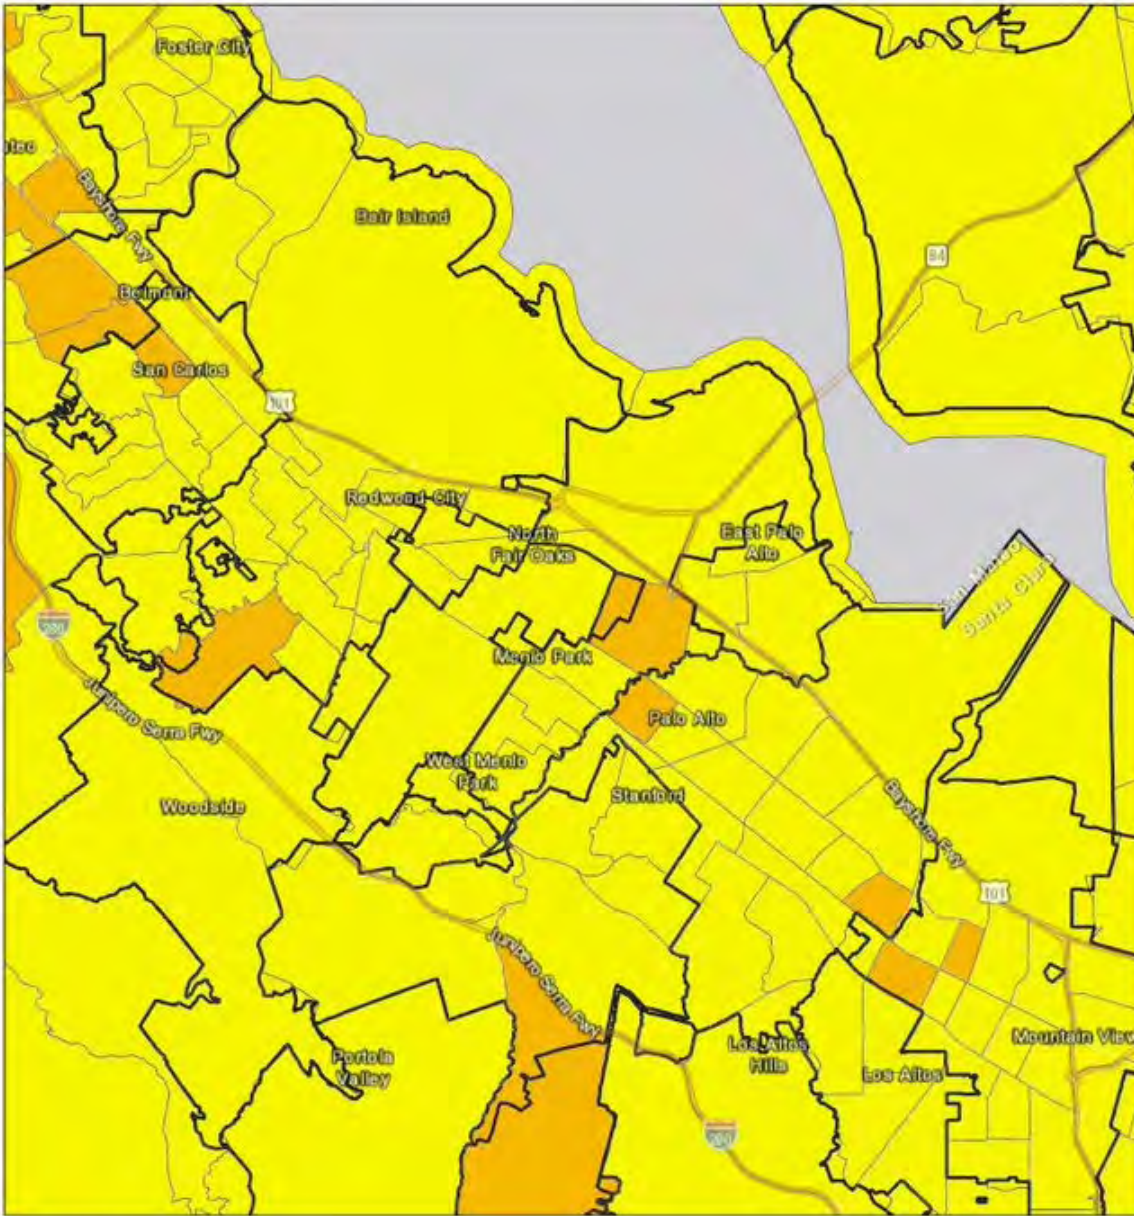 Foster City
ateo
Bayshore Fwy
Bair Island
84
Belmont
San Carlos
101
Redwood City
North
Fair Oaks
East Palo
Alto
San Mateo
Santa Clara
280
Menlo Park
Junipero Serra Fwy
Palo Alto
West Menlo
Park
Stanford
Woodside
Bayshore Fwy
101
Junipero Serra Fwy
Portola
Valley
Los Altos
Hills
Los Altos
Mountain View
280